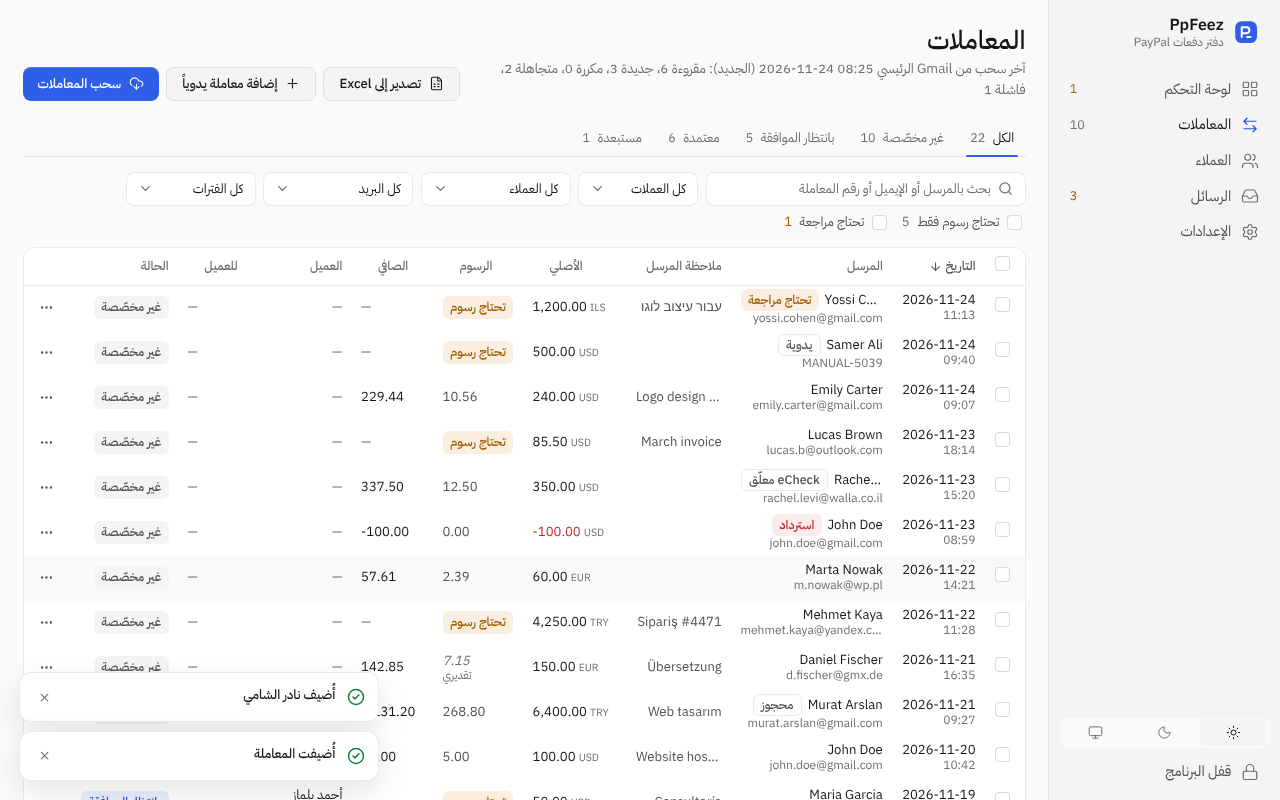 PpFeez
دفتر دفعات PayPal
لوحة التحكم 1
المعاملات 10
العملاء
الرسائل 3
الإعدادات
قفل البرنامج
المعاملات
آخر سحب من Gmail الرئيسي 08:25 24-11-2026 (الجديد): مقروءة 6، جديدة 3، مكررة 0، متجاهلة 2،
فاشلة 1
تصدير إلى Excel
إضافة معاملة يدوياً
سحب المعاملات
الكل 22 غير مخصّصة 10 بانتظار الموافقة 5 معتمدة 6 مستبعدة 1
بحث بالمرسل أو الإيميل أو رقم المعاملة
كل العملات
كل العملاء
كل البريد
كل الفترات
تحتاج رسوم فقط 5 تحتاج مراجعة 1
التاريخ المرسل ملاحظة المرسل الأصلي الرسوم الصافي العميل للعميل الحالة
2026-11-24 Yossi C... تحتاج مراجعة עבור עיצוב לוגו 1,200.00 ILS تحتاج رسوم — — — غير مخصّصة
11:13 yossi.cohen@gmail.com
2026-11-24 Samer Ali يدوية 500.00 USD تحتاج رسوم — — — غير مخصّصة
09:40 MANUAL-5039
2026-11-24 Emily Carter Logo design ... 240.00 USD 10.56 229.44 — — غير مخصّصة
09:07 emily.carter@gmail.com
2026-11-23 Lucas Brown March invoice 85.50 USD تحتاج رسوم — — — غير مخصّصة
18:14 lucas.b@outlook.com
2026-11-23 Rache... eCheck معلّق 350.00 USD 12.50 337.50 — — غير مخصّصة
15:20 rachel.levi@walla.co.il
2026-11-23 John Doe استرداد -100.00 USD 0.00 -100.00 — — غير مخصّصة
08:59 john.doe@gmail.com
2026-11-22 Marta Nowak 60.00 EUR 2.39 57.61 — — غير مخصّصة
14:21 m.nowak@wp.pl
2026-11-22 Mehmet Kaya Sipariş #4471 4,250.00 TRY تحتاج رسوم — — — غير مخصّصة
11:28 mehmet.kaya@yandex.c...
2026-11-21 Daniel Fischer Übersetzung 150.00 EUR 7.15 142.85 — — غير مخصّصة
16:35 d.fischer@gmx.de تقديري
2026-11-21 Murat Arslan محجوز Web tasarım 6,400.00 TRY 268.80
09:27 murat.arslan@gmail.com
2026-11-20 John Doe Website hos... 100.00 USD 5.00
10:42 john.doe@gmail.com
2026-11-19 Maria Garcia
أحمد يلماز
أُضيف نادر الشامي
أُضيفت المعاملة